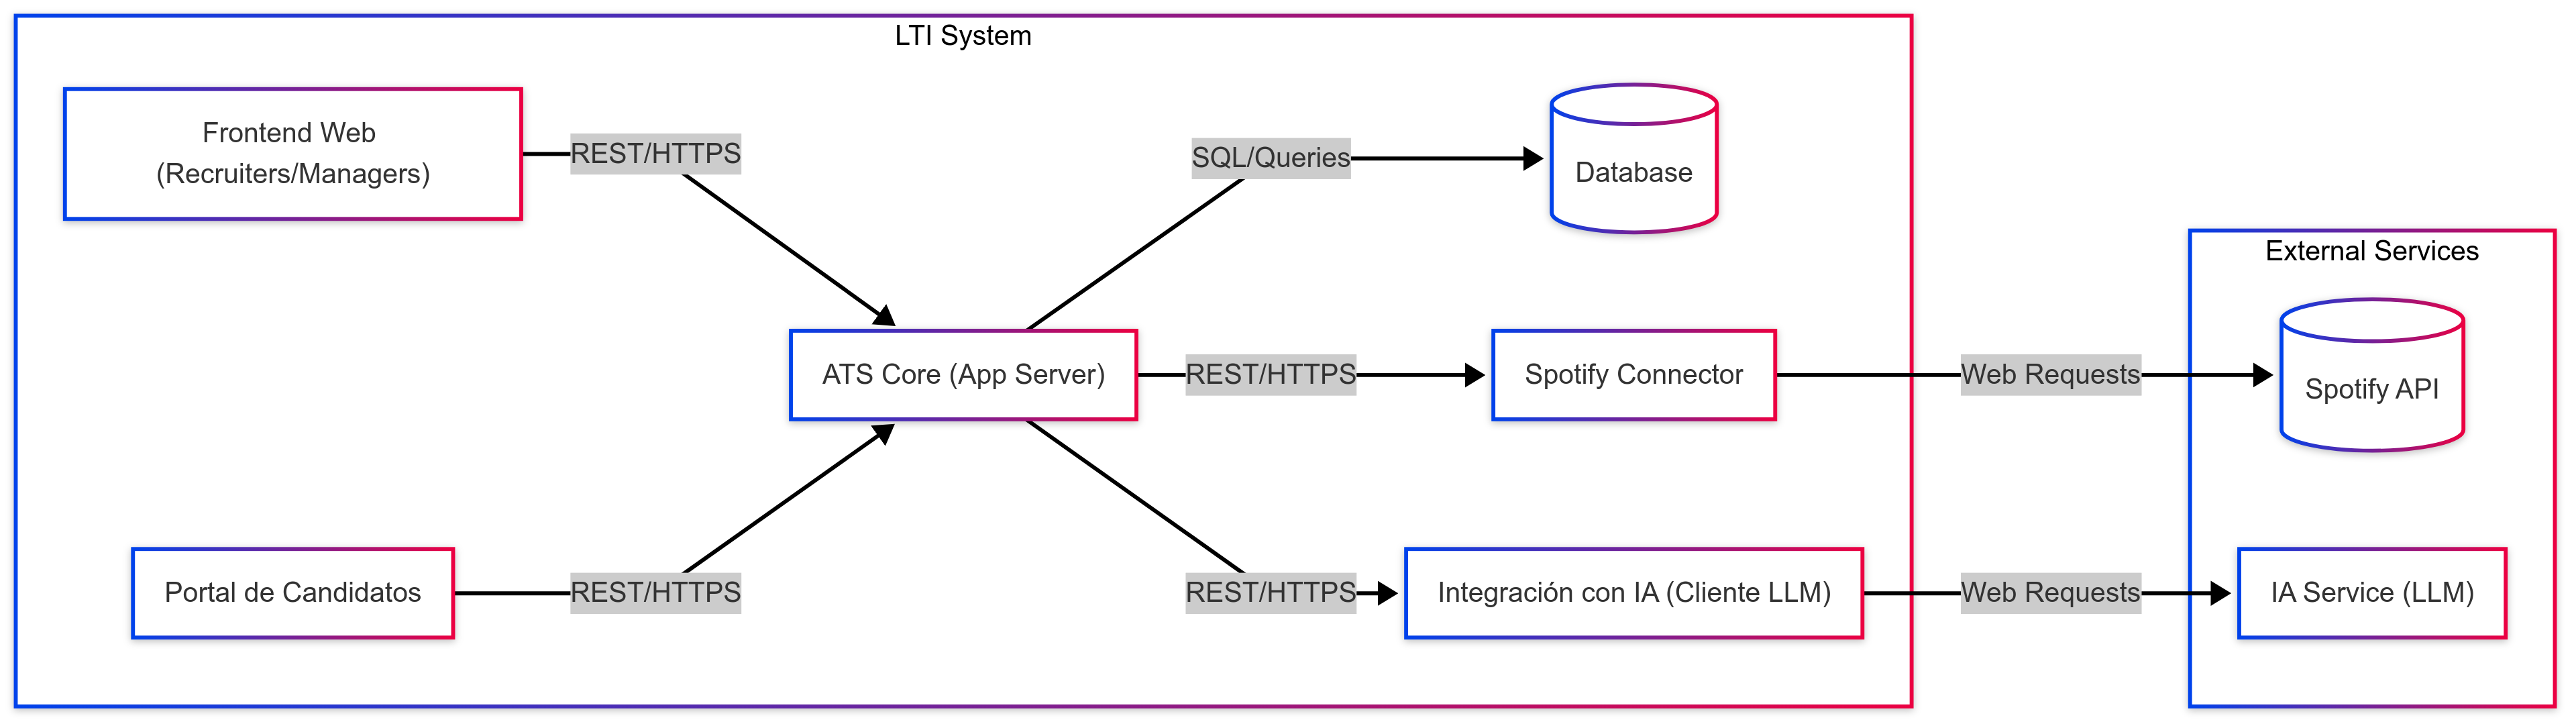 LTI System
Frontend Web
(Recruiters/Managers)
REST/HTTPS
SQL/Queries
Database
External Services
ATS Core (App Server)
REST/HTTPS
Spotify Connector
Web Requests
Spotify API
Portal de Candidatos
REST/HTTPS
REST/HTTPS
Integración con IA (Cliente LLM)
Web Requests
IA Service (LLM)